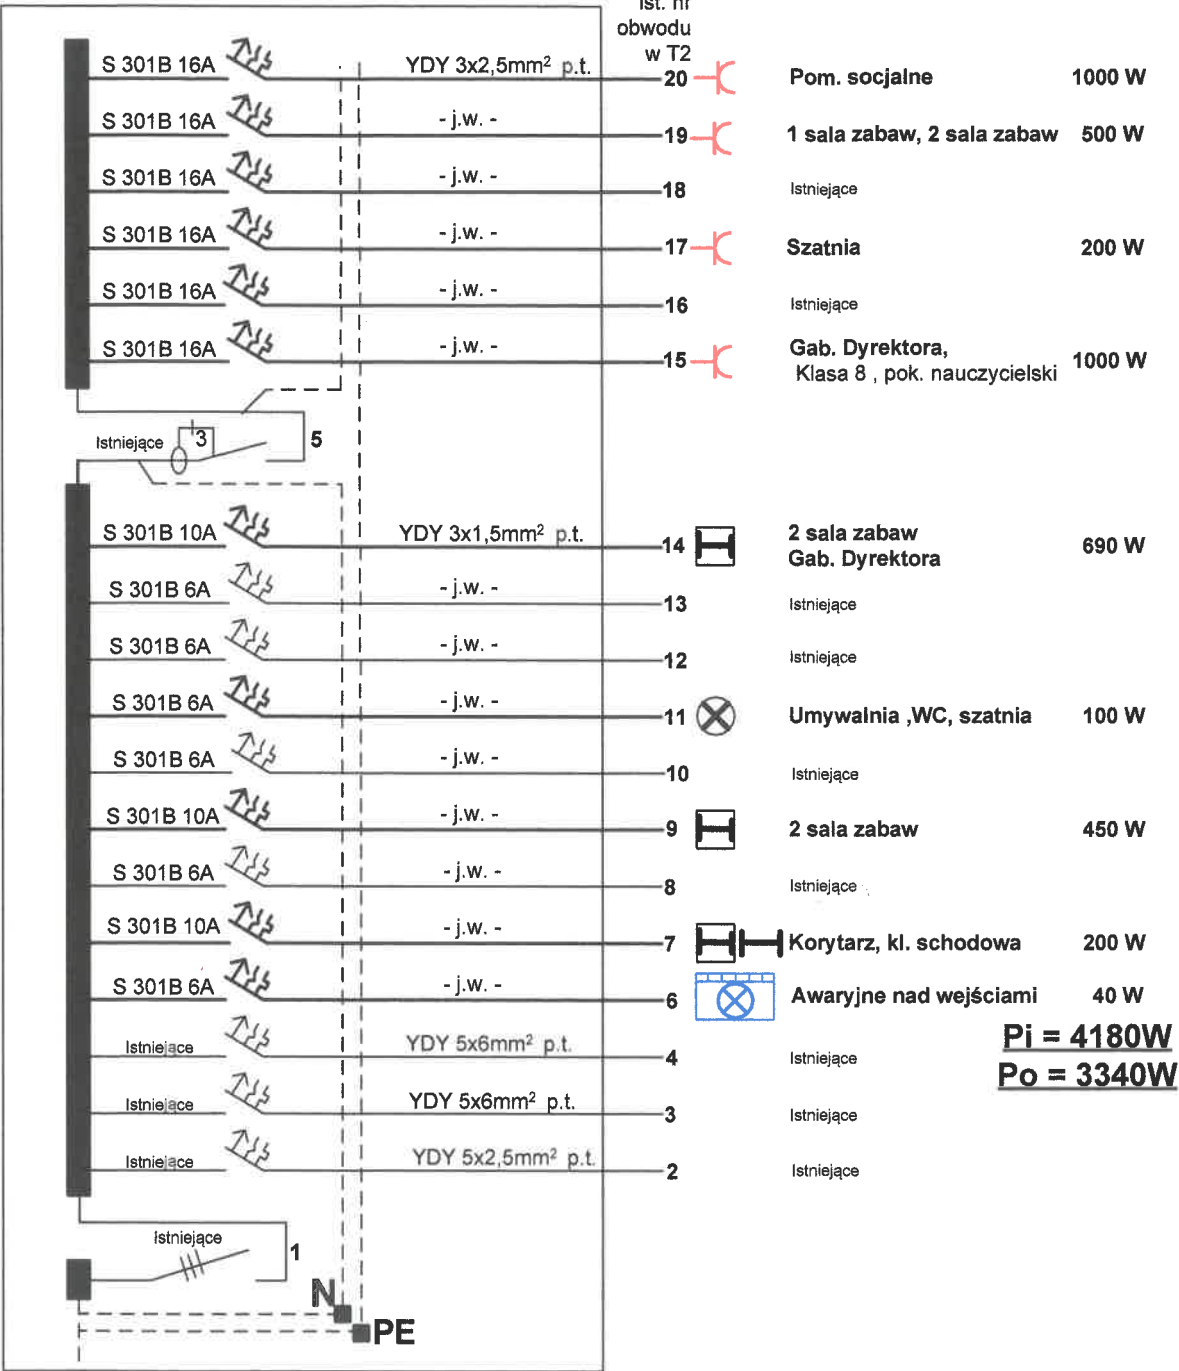 Ist. nr
obwodu
w T2
S 301B 16A YDY 3x2,5mm² p.t. 20 Pom. socjalne 1000 W
S 301B 16A - j.w. - 19 1 sala zabaw, 2 sala zabaw 500 W
S 301B 16A - j.w. - 18 Istniejące
S 301B 16A - j.w. - 17 Szatnia 200 W
S 301B 16A - j.w. - 16 Istniejące
S 301B 16A - j.w. - 15 Gab. Dyrektora, 1000 W
Klasa 8 , pok. nauczycielski
Istniejące 3 5
S 301B 10A YDY 3x1,5mm² p.t. 14 2 sala zabaw 690 W
Gab. Dyrektora
S 301B 6A - j.w. - 13 Istniejące
S 301B 6A - j.w. - 12 Istniejące
S 301B 6A - j.w. - 11 Umywalnia ,WC, szatnia 100 W
S 301B 6A - j.w. - 10 Istniejące
S 301B 10A - j.w. - 9 2 sala zabaw 450 W
S 301B 6A - j.w. - 8 Istniejące
S 301B 10A - j.w. - 7 Korytarz, kl. schodowa 200 W
S 301B 6A - j.w. - 6 Awaryjne nad wejściami 40 W
Pi = 4180W
Istniejące YDY 5x6mm² p.t. 4 Istniejące
Po = 3340W
Istniejące YDY 5x6mm² p.t. 3 Istniejące
Istniejące YDY 5x2,5mm² p.t. 2 Istniejące
Istniejące 1
N
PE